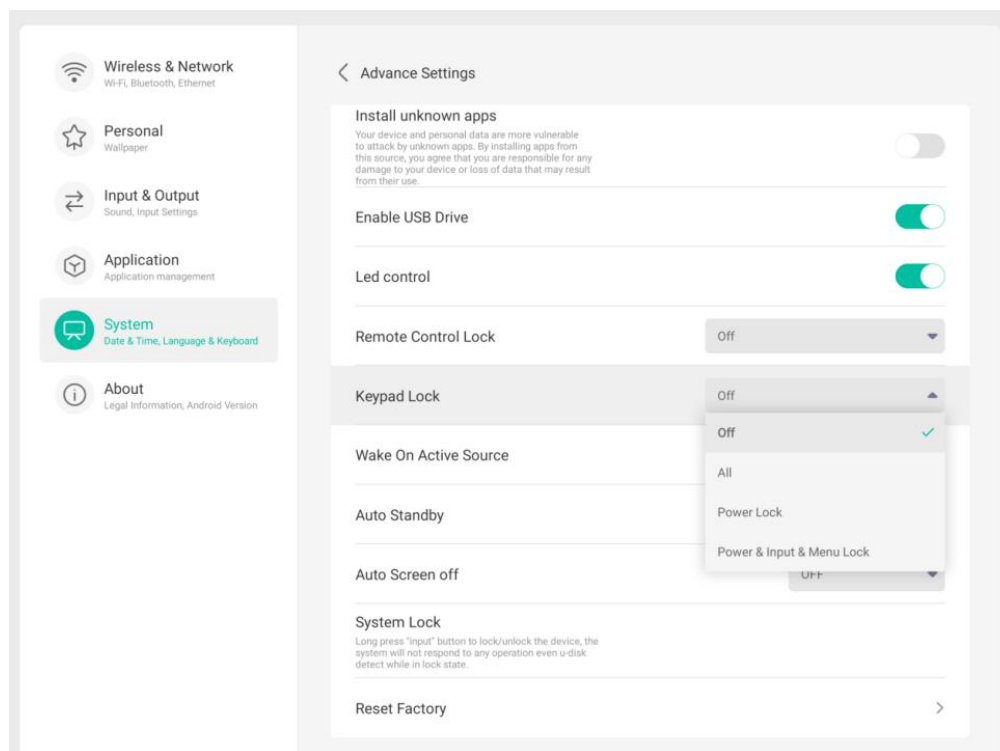 Wireless & Network
Wi-Fi, Bluetooth, Ethernet
Personal
Wallpaper
Input & Output
Sound, Input Settings
Application
Application management
System
Date & Time, Language & Keyboard
About
Legal Information, Android Version
Advance Settings
Install unknown apps
Your device and personal data are more vulnerable
to attack by unknown apps. By installing apps from
this source, you agree that you are responsible for any
damage to your device or loss of data that may result
from their use.
Enable USB Drive
Led control
Remote Control Lock
Off
Keypad Lock
Off
Off
All
Power Lock
Power & Input & Menu Lock
Wake On Active Source
Auto Standby
Auto Screen off
OFF
System Lock
Long press "input" button to lock/unlock the device, the
system will not respond to any operation even u-disk
detect while in lock state.
Reset Factory